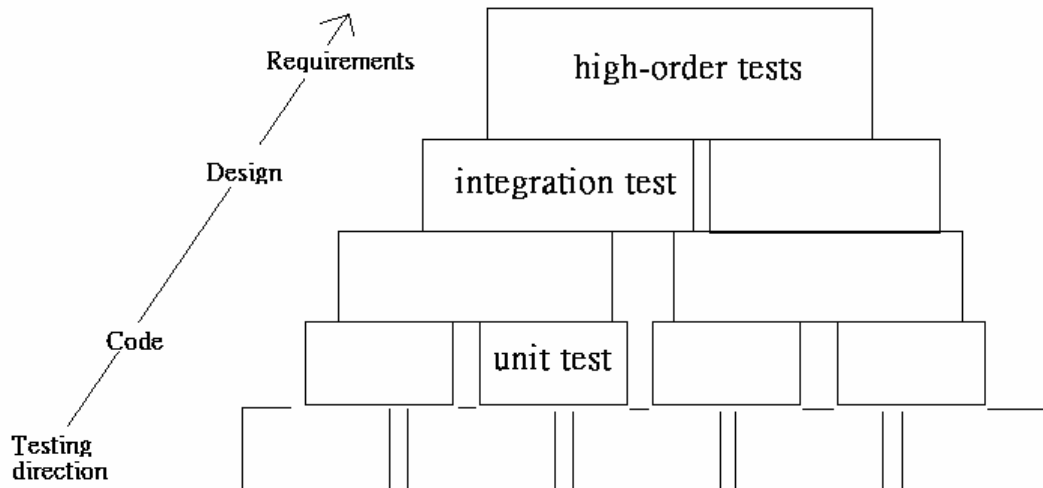 Requirements
high-order tests
Design
integration test
Code
unit test
Testing
direction